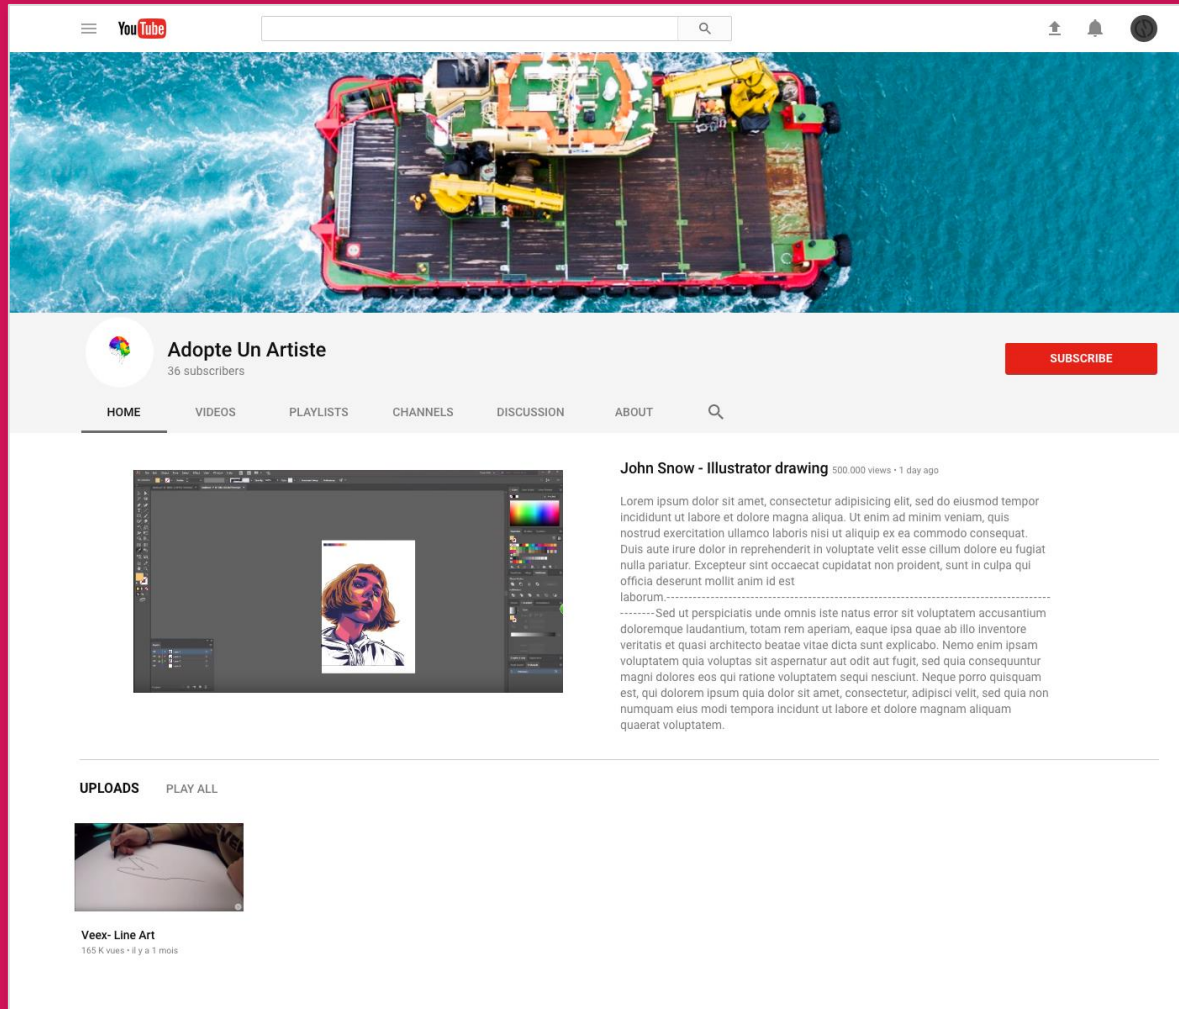 YouTube
Adopte Un Artiste
36 subscribers
SUBSCRIBE
HOME VIDEOS PLAYLISTS CHANNELS DISCUSSION ABOUT
John Snow - Illustrator drawing 500.000 views • 1 day ago
Lorem ipsum dolor sit amet, consectetur adipisicing elit, sed do eiusmod tempor
incididunt ut labore et dolore magna aliqua. Ut enim ad minim veniam, quis
nostrud exercitation ullamco laboris nisi ut aliquip ex ea commodo consequat.
Duis aute irure dolor in reprehenderit in voluptate velit esse cillum dolore eu fugiat
nulla pariatur. Excepteur sint occaecat cupidatat non proident, sunt in culpa qui
officia deserunt mollit anim id est
laborum.--------------------------------------------------------------------------------------
--------Sed ut perspiciatis unde omnis iste natus error sit voluptatem accusantium
doloremque laudantium, totam rem aperiam, eaque ipsa quae ab illo inventore
veritatis et quasi architecto beatae vitae dicta sunt explicabo. Nemo enim ipsam
voluptatem quia voluptas sit aspernatur aut odit aut fugit, sed quia consequuntur
magni dolores eos qui ratione voluptatem sequi nesciunt. Neque porro quisquam
est, qui dolorem ipsum quia dolor sit amet, consectetur, adipisci velit, sed quia non
numquam eius modi tempora incidunt ut labore et dolore magnam aliquam
quaerat voluptatem.
UPLOADS PLAY ALL
Veex- Line Art
165 K vues • il y a 1 mois